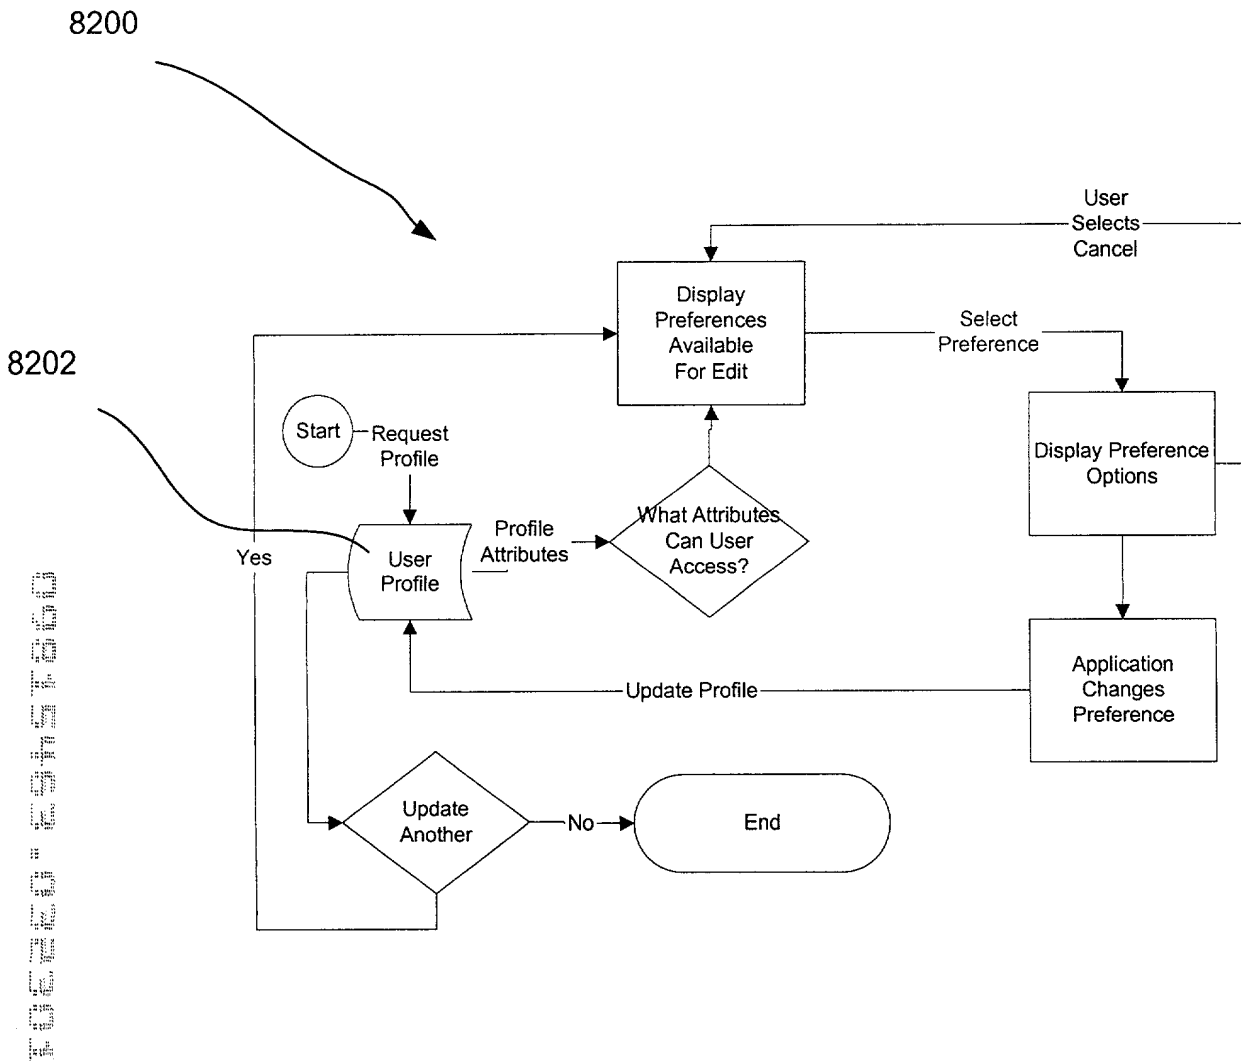 8200
User
Selects
Cancel
Display
Preferences
Available
For Edit
Select
Preference
8202
Start
Request
Profile
Display Preference
Options
What Attributes
Can User
Access?
Profile
Attributes
User
Profile
Yes
Application
Changes
Preference
Update Profile
Update
Another
No
End